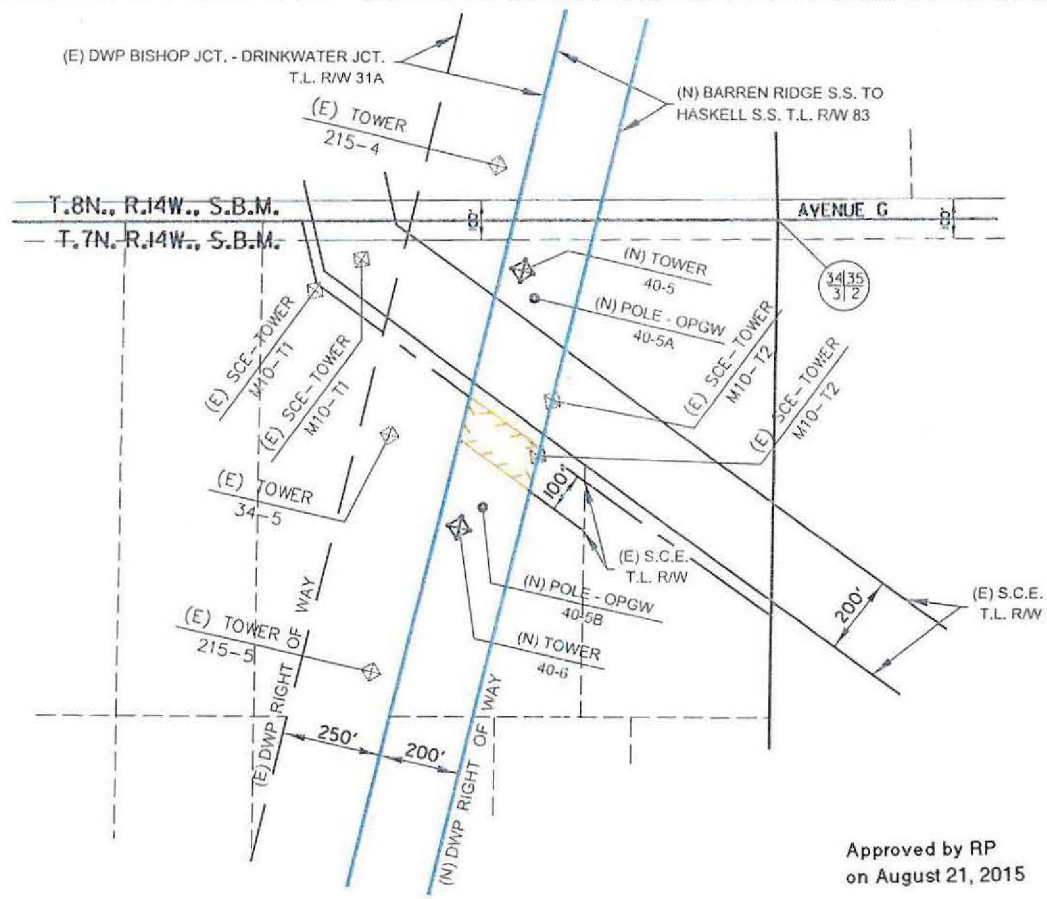 (E) DWP BISHOP JCT. - DRINKWATER JCT.
T.L. R/W 31A
(N) BARREN RIDGE S.S. TO
HASKELL S.S. T.L. R/W 83
(E) TOWER
215-4
T.8N., R.14W., S.B.M.
T.7N., R.14W., S.B.M.
AVENUE G
34|35
3|2
(N) TOWER
40-5
(N) POLE - OPGW
40-5A
(E) SCE-TOWER
M10-T1
(E) SCE-TOWER
M10-T1
(E) SCE-TOWER
M10-T2
(E) SCE-TOWER
M10-T2
(E) TOWER
34-5
100'
(E) S.C.E.
T.L. R/W
(N) POLE - OPGW
40-5B
(N) TOWER
40-6
200'
(E) S.C.E.
T.L. R/W
(E) TOWER
215-5
(E) DWP RIGHT OF WAY
250'
200'
(N) DWP RIGHT OF WAY
Approved by RP
on August 21, 2015